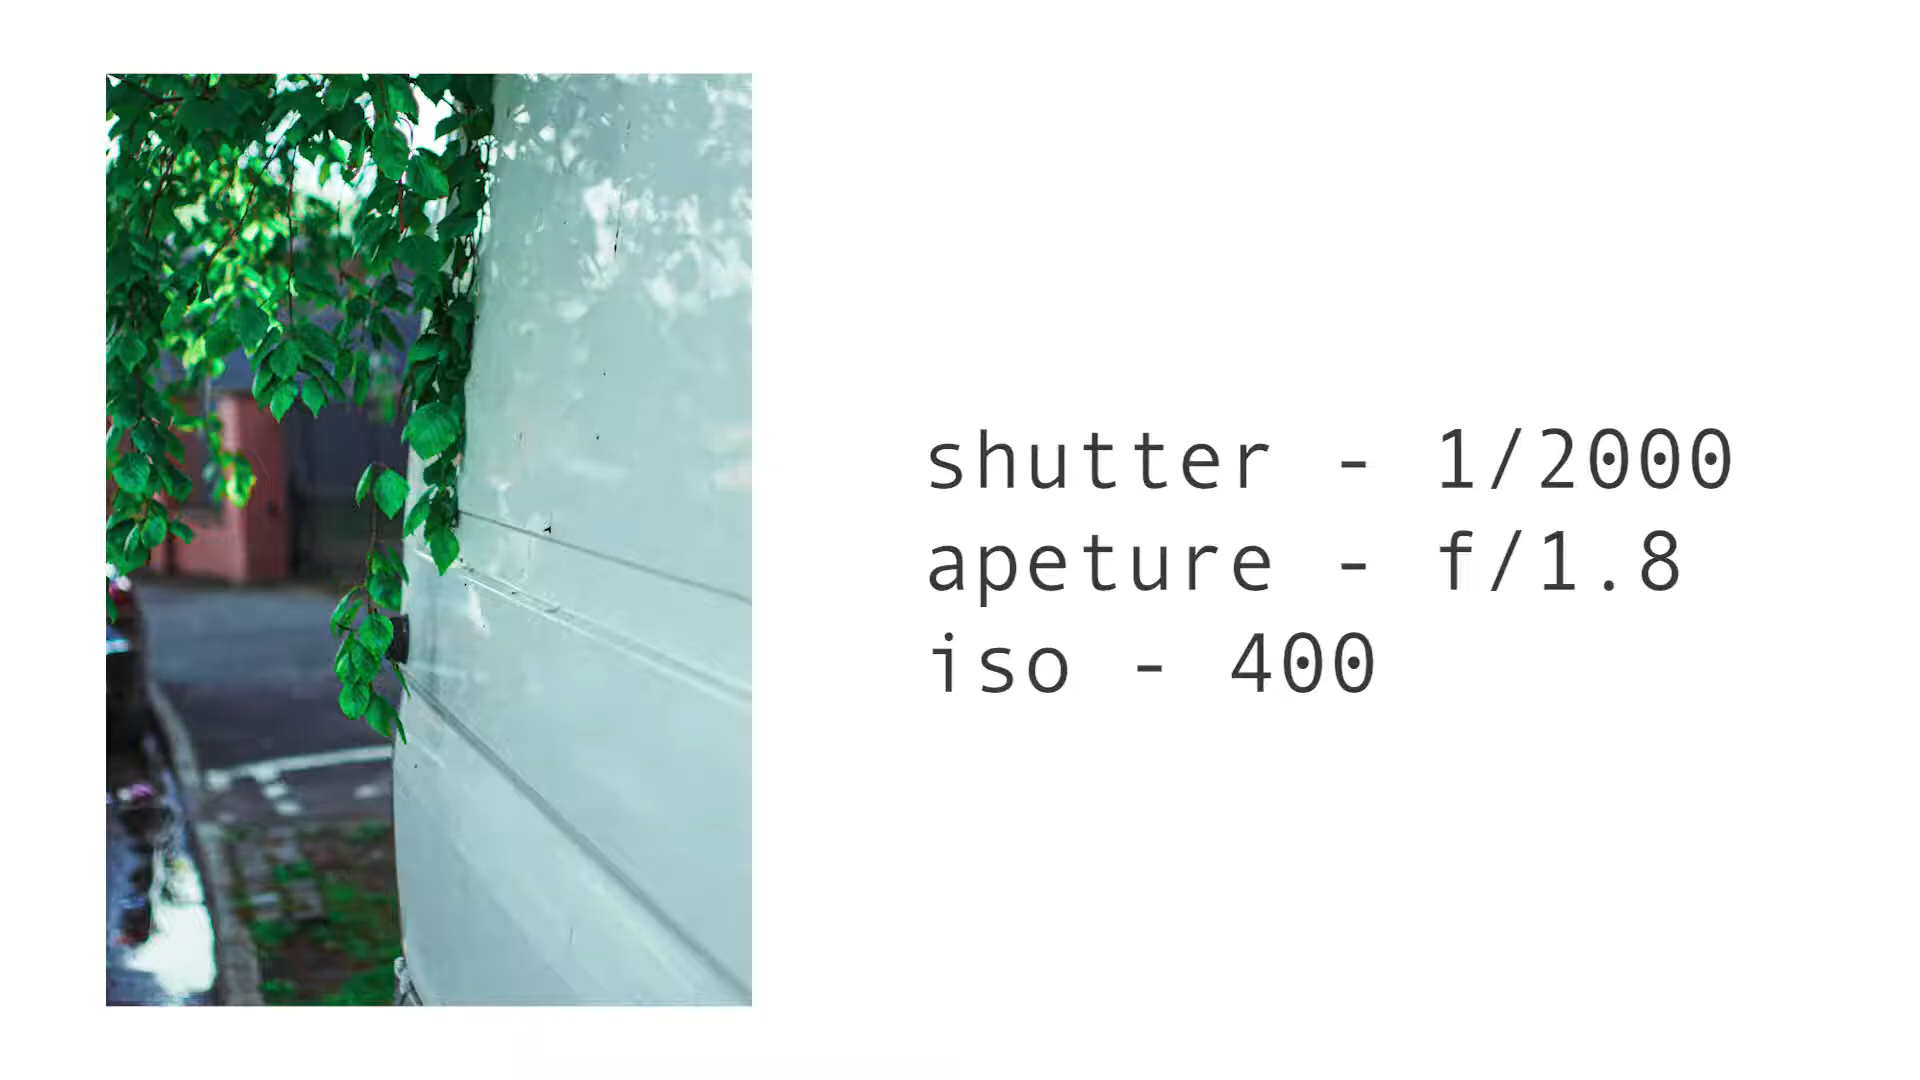 shutter - 1/2000
apeture - f/1.8
iso - 400